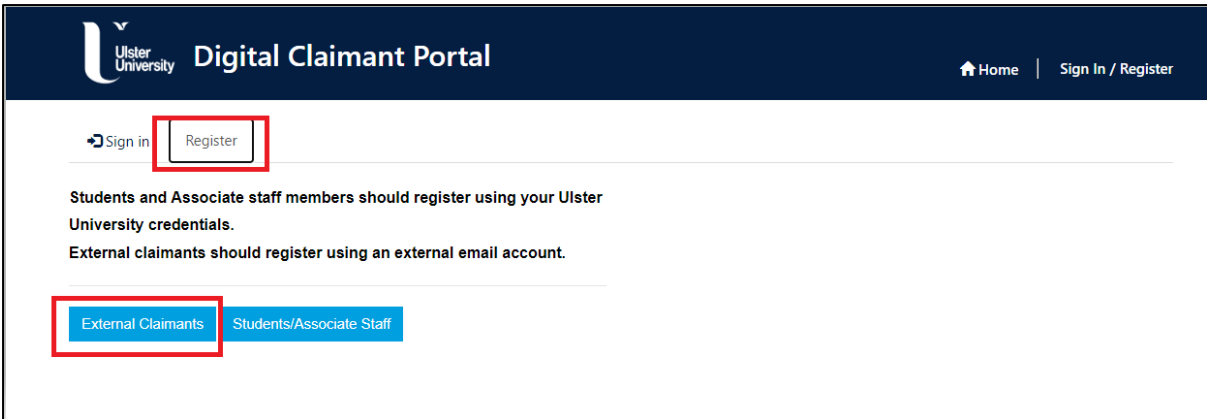 Ulster
University
Digital Claimant Portal
Home
Sign In / Register
Sign in
Register
Students and Associate staff members should register using your Ulster
University credentials.
External claimants should register using an external email account.
External Claimants
Students/Associate Staff